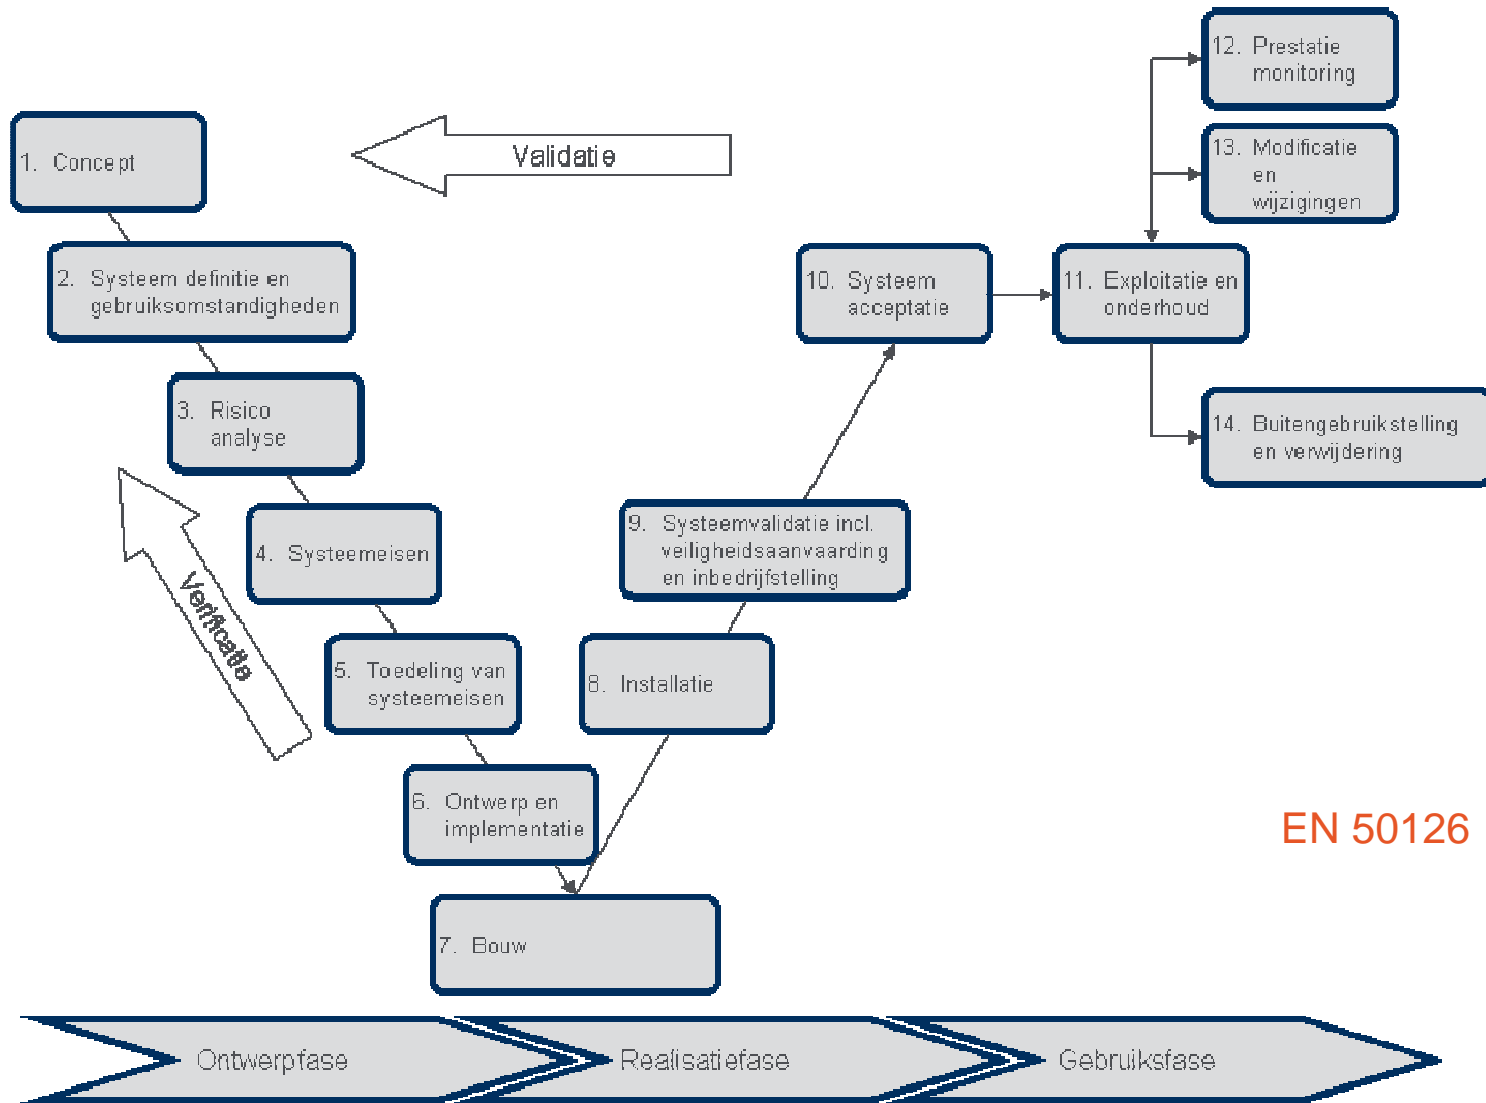 1. Concept
2. Systeem definitie en
gebruiksomstandigheden
3. Risico
analyse
4. Systeemeisen
5. Toedeling van
systeemeisen
6. Ontwerp en
implementatie
7. Bouw
8. Installatie
9. Systeemvalidatie incl.
veiligheidsaanvaarding
en inbedrijfstelling
10. Systeem
acceptatie
11. Exploitatie en
onderhoud
12. Prestatie
monitoring
13. Modificatie
en
wijzigingen
14. Buitengebruikstelling
en verwijdering
Validatie
Verificatie
EN 50126
Ontwerpfase
Realisatiefase
Gebruiksfase